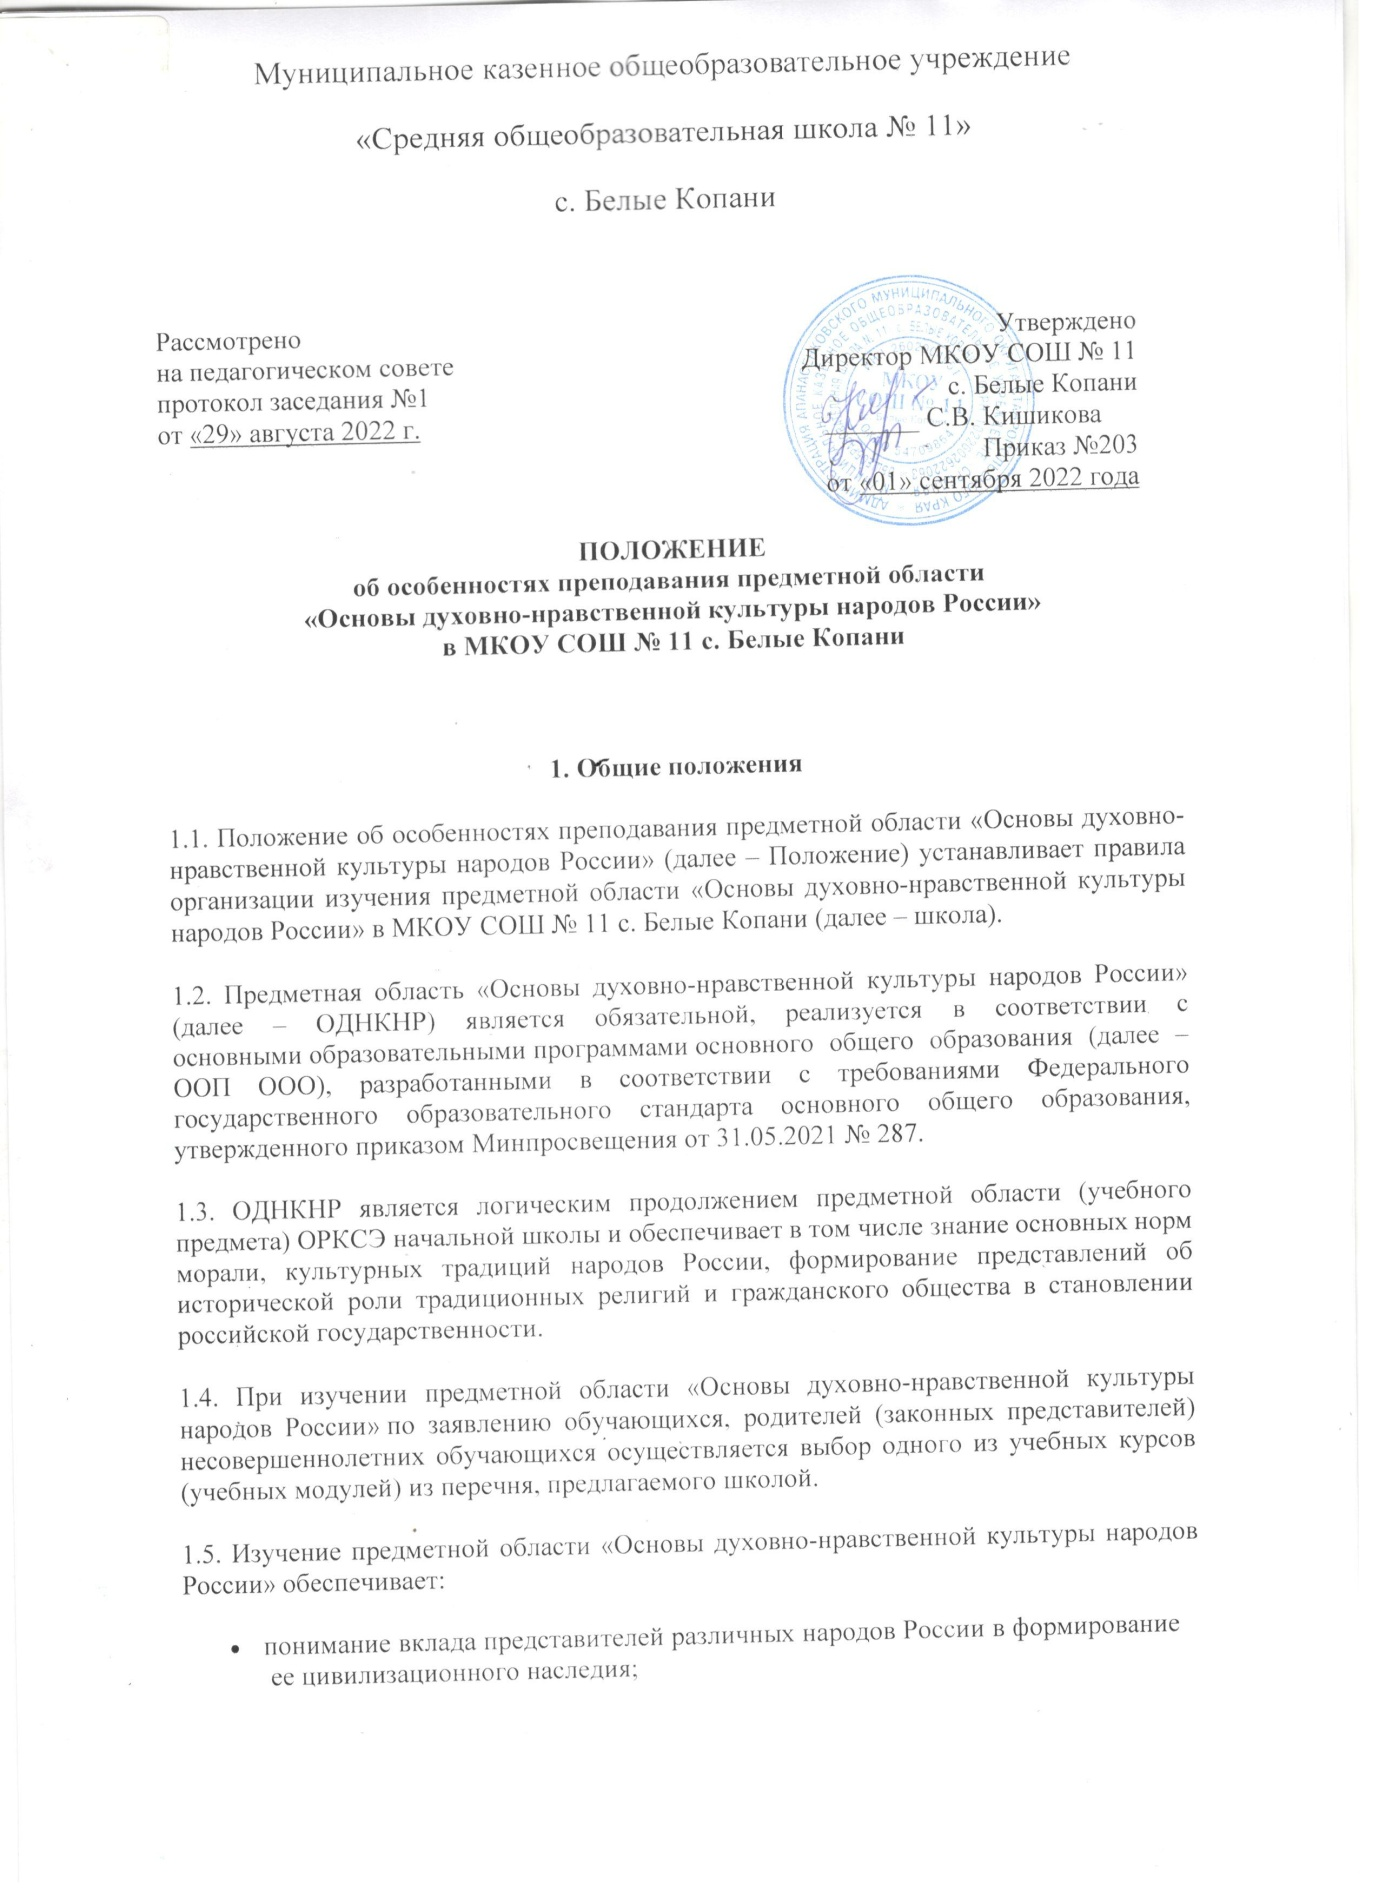 Муниципальное казенное общеобразовательное учреждение
«Средняя общеобразовательная школа № 11»
с. Белые Копани
Рассмотрено
на педагогическом совете
протокол заседания №1
от «29» августа 2022 г.
Утверждено
Директор МКОУ СОШ № 11
с. Белые Копани
_______ С.В. Кишикова
Приказ №203
от «01» сентября 2022 года
МКОУ
СОШ № 11
ПОЛОЖЕНИЕ
об особенностях преподавания предметной области
«Основы духовно-нравственной культуры народов России»
в МКОУ СОШ № 11 с. Белые Копани
1. Общие положения
1.1. Положение об особенностях преподавания предметной области «Основы духовно-
нравственной культуры народов России» (далее – Положение) устанавливает правила
организации изучения предметной области «Основы духовно-нравственной культуры
народов России» в МКОУ СОШ № 11 с. Белые Копани (далее – школа).
1.2. Предметная область «Основы духовно-нравственной культуры народов России»
(далее – ОДНКНР) является обязательной, реализуется в соответствии с
основными образовательными программами основного общего образования (далее –
ООП ООО), разработанными в соответствии с требованиями Федерального
государственного образовательного стандарта основного общего образования,
утвержденного приказом Минпросвещения от 31.05.2021 № 287.
1.3. ОДНКНР является логическим продолжением предметной области (учебного
предмета) ОРКСЭ начальной школы и обеспечивает в том числе знание основных норм
морали, культурных традиций народов России, формирование представлений об
исторической роли традиционных религий и гражданского общества в становлении
российской государственности.
1.4. При изучении предметной области «Основы духовно-нравственной культуры
народов России» по заявлению обучающихся, родителей (законных представителей)
несовершеннолетних обучающихся осуществляется выбор одного из учебных курсов
(учебных модулей) из перечня, предлагаемого школой.
1.5. Изучение предметной области «Основы духовно-нравственной культуры народов
России» обеспечивает:
• понимание вклада представителей различных народов России в формирование
ее цивилизационного наследия;